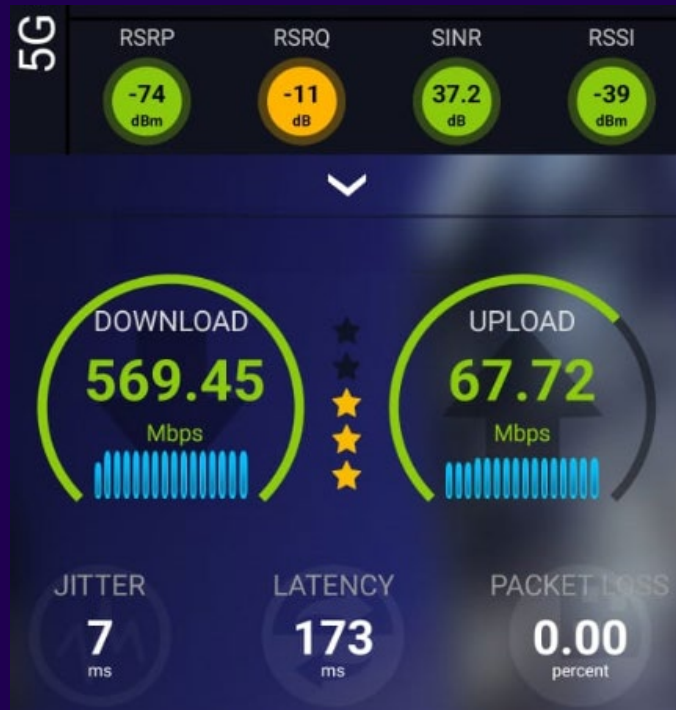 5G
RSRP RSRQ SINR RSSI
-74 -11 37.2 -39
dBm dB dB dBm
DOWNLOAD UPLOAD
569.45 67.72
Mbps Mbps
JITTER LATENCY PACKET LOSS
7 173 0.00
ms ms percent